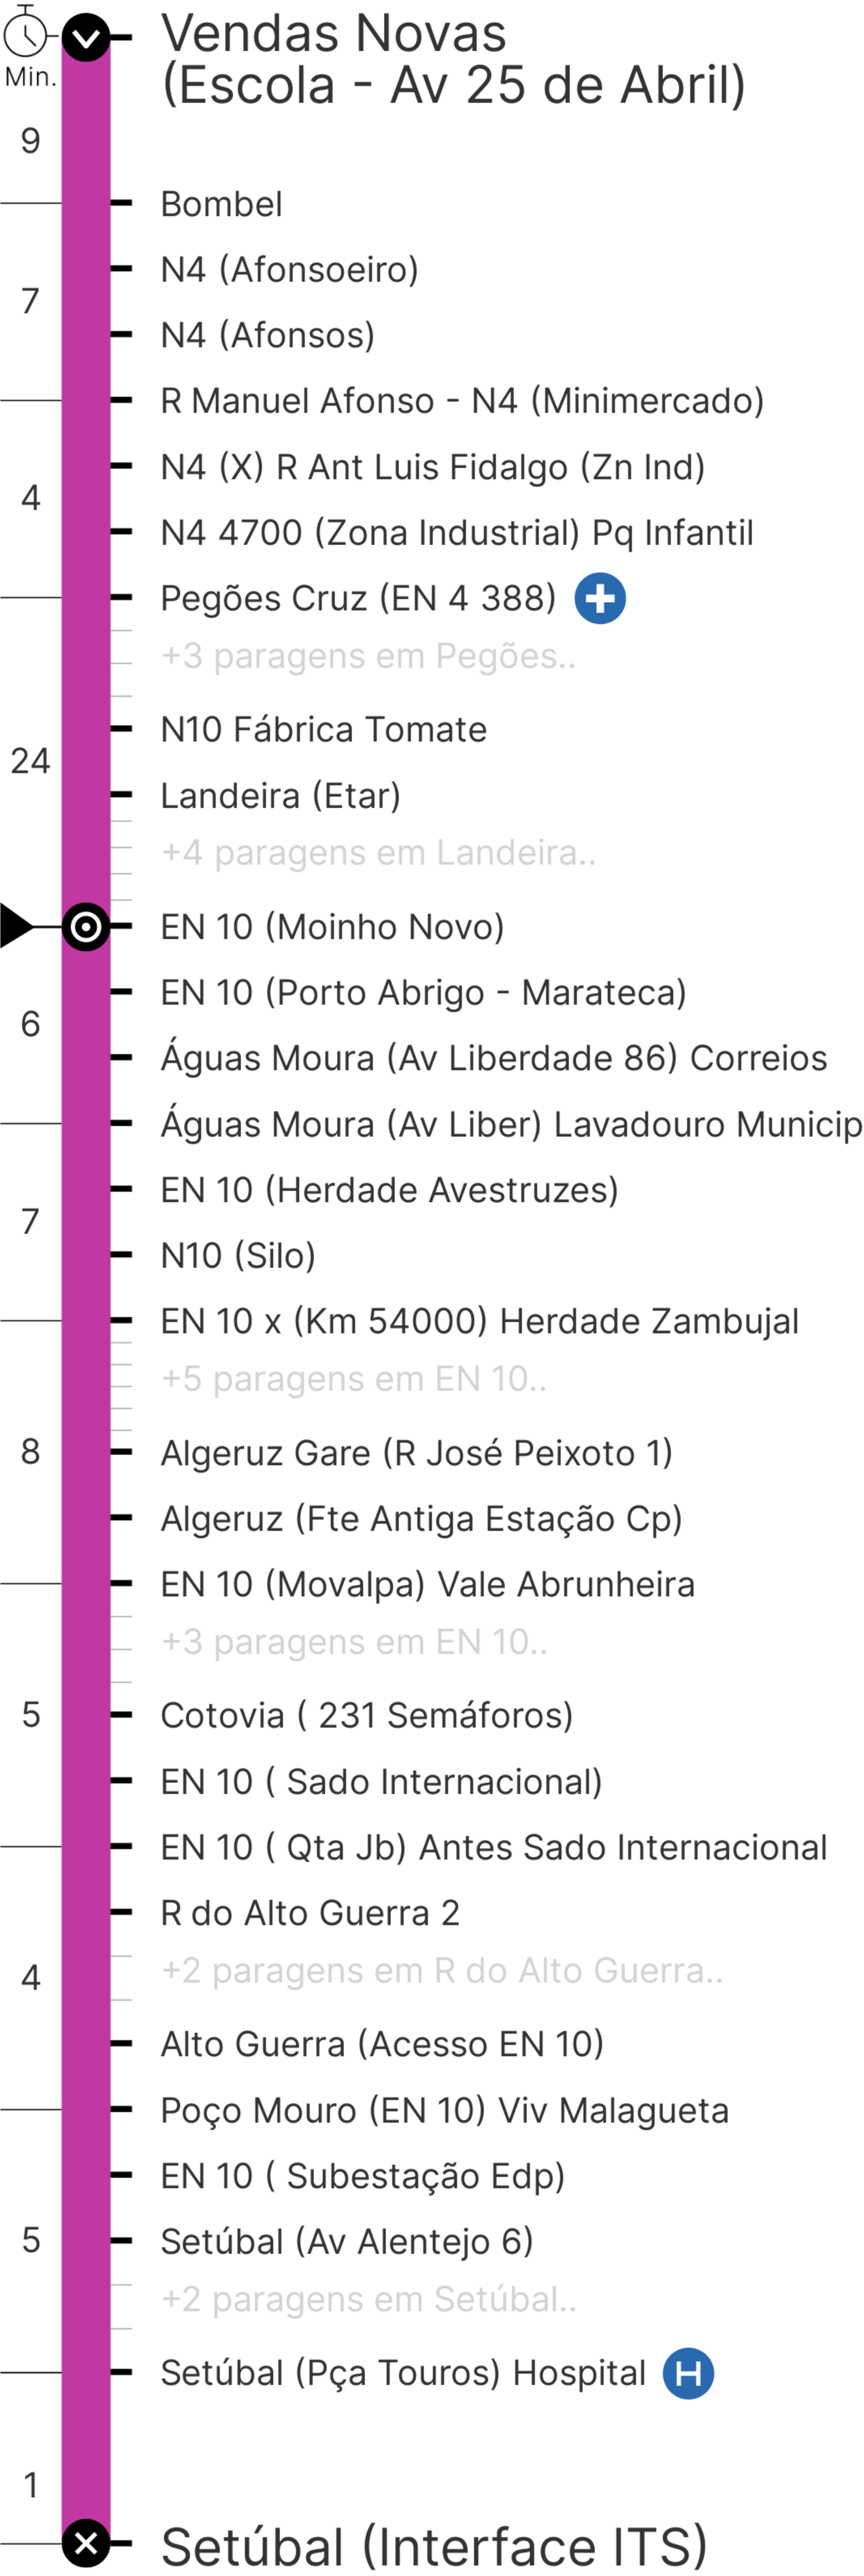 Min.
Vendas Novas
(Escola - Av 25 de Abril)
9
Bombel
N4 (Afonsoeiro)
7
N4 (Afonsos)
R Manuel Afonso - N4 (Minimercado)
N4 (X) R Ant Luis Fidalgo (Zn Ind)
4
N4 4700 (Zona Industrial) Pq Infantil
Pegões Cruz (EN 4 388)
+3 paragens em Pegões..
N10 Fábrica Tomate
24
Landeira (Etar)
+4 paragens em Landeira..
EN 10 (Moinho Novo)
EN 10 (Porto Abrigo - Marateca)
6
Águas Moura (Av Liberdade 86) Correios
Águas Moura (Av Liber) Lavadouro Municip
EN 10 (Herdade Avestruzes)
7
N10 (Silo)
EN 10 x (Km 54000) Herdade Zambujal
+5 paragens em EN 10..
8
Algeruz Gare (R José Peixoto 1)
Algeruz (Fte Antiga Estação Cp)
EN 10 (Movalpa) Vale Abrunheira
+3 paragens em EN 10..
5
Cotovia ( 231 Semáforos)
EN 10 ( Sado Internacional)
EN 10 ( Qta Jb) Antes Sado Internacional
R do Alto Guerra 2
+2 paragens em R do Alto Guerra..
4
Alto Guerra (Acesso EN 10)
Poço Mouro (EN 10) Viv Malagueta
EN 10 ( Subestação Edp)
5
Setúbal (Av Alentejo 6)
+2 paragens em Setúbal..
Setúbal (Pça Touros) Hospital H
1
Setúbal (Interface ITS)